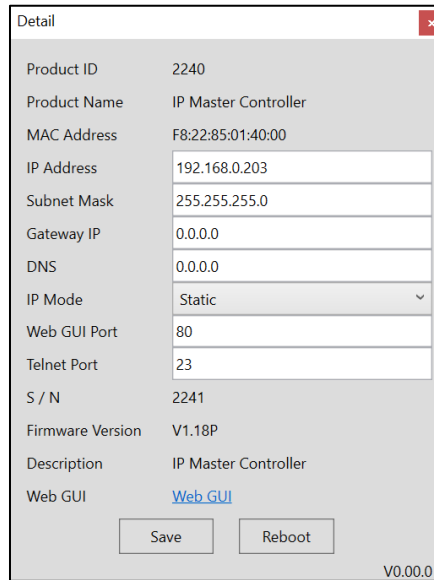 Detail
Product ID 2240
Product Name IP Master Controller
MAC Address F8:22:85:01:40:00
IP Address 192.168.0.203
Subnet Mask 255.255.255.0
Gateway IP 0.0.0.0
DNS 0.0.0.0
IP Mode Static
Web GUI Port 80
Telnet Port 23
S / N 2241
Firmware Version V1.18P
Description IP Master Controller
Web GUI Web GUI
Save Reboot
V0.00.0